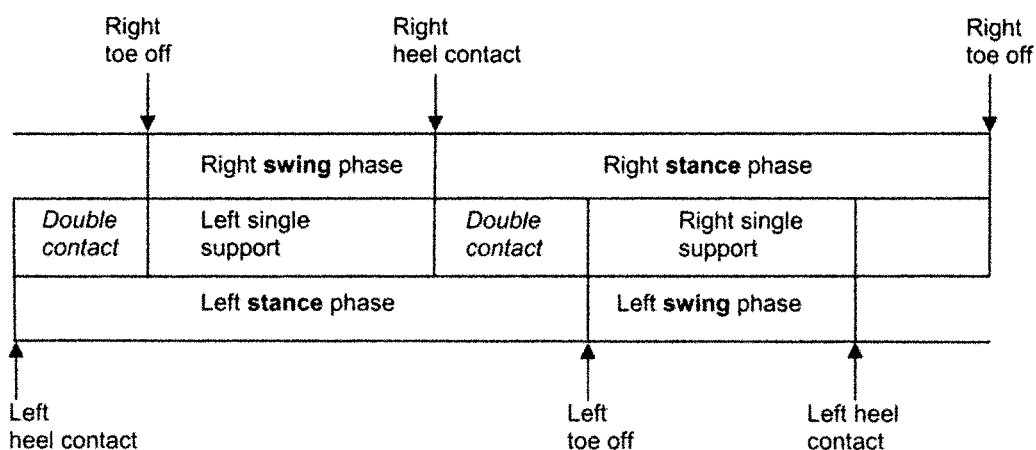 Right
toe off
Right
heel contact
Right
toe off
Right swing phase
Right stance phase
Double
contact
Left single
support
Double
contact
Right single
support
Left stance phase
Left swing phase
Left
heel contact
Left
toe off
Left heel
contact